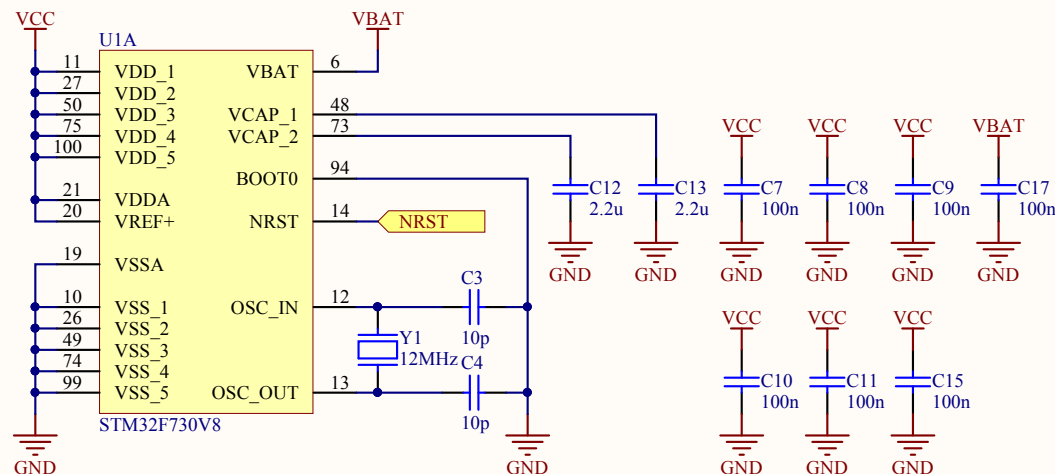 VCC
VBAT
U1A
11 VDD_1 VBAT 6
27 VDD_2
50 VDD_3 VCAP_1 48
75 VDD_4 VCAP_2 73
100 VDD_5
BOOT0 94
21 VDDA
20 VREF+ NRST 14 NRST
19 VSSA
10 VSS_1 OSC_IN 12
26 VSS_2
49 VSS_3
74 VSS_4
99 VSS_5 OSC_OUT 13
STM32F730V8
GND
C3
10p
Y1
12MHz
C4
10p
GND
C12
2.2u
GND
C13
2.2u
GND
VCC
C7
100n
GND
VCC
C8
100n
GND
VCC
C9
100n
GND
VBAT
C17
100n
GND
VCC
C10
100n
GND
VCC
C11
100n
GND
VCC
C15
100n
GND